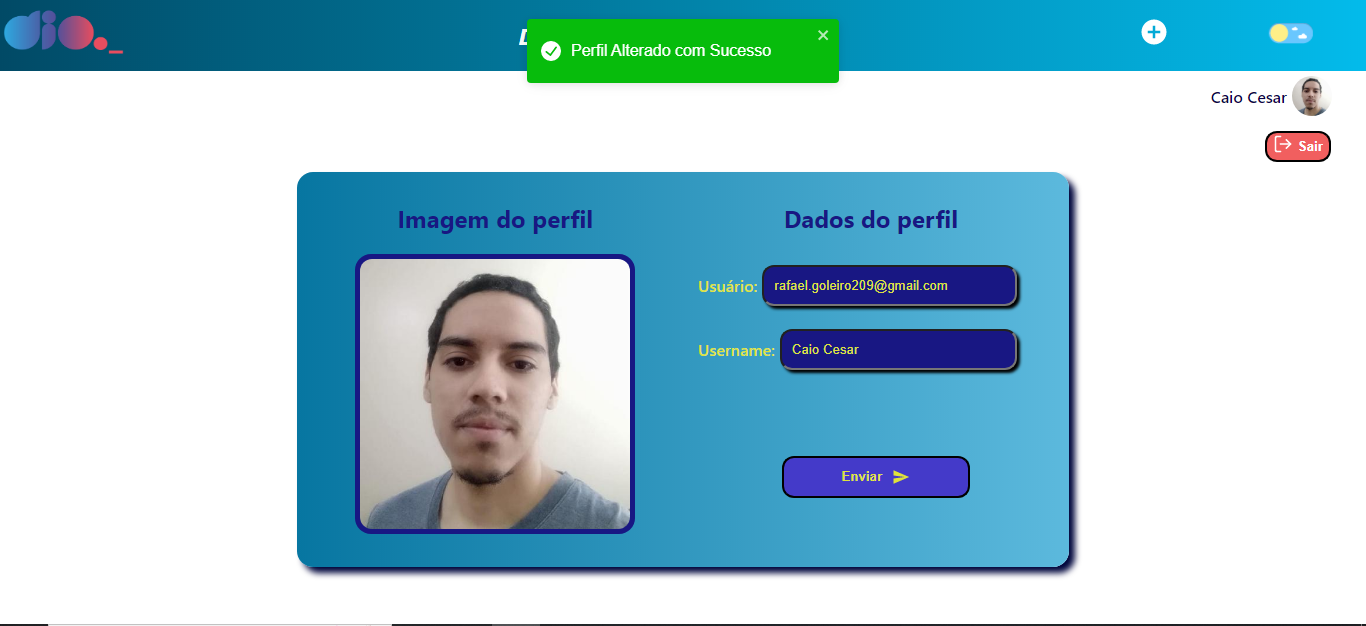 dio._
Perfil Alterado com Sucesso
Caio Cesar
Sair
Imagem do perfil
Dados do perfil
Usuário: rafael.goleiro209@gmail.com
Username: Caio Cesar
Enviar